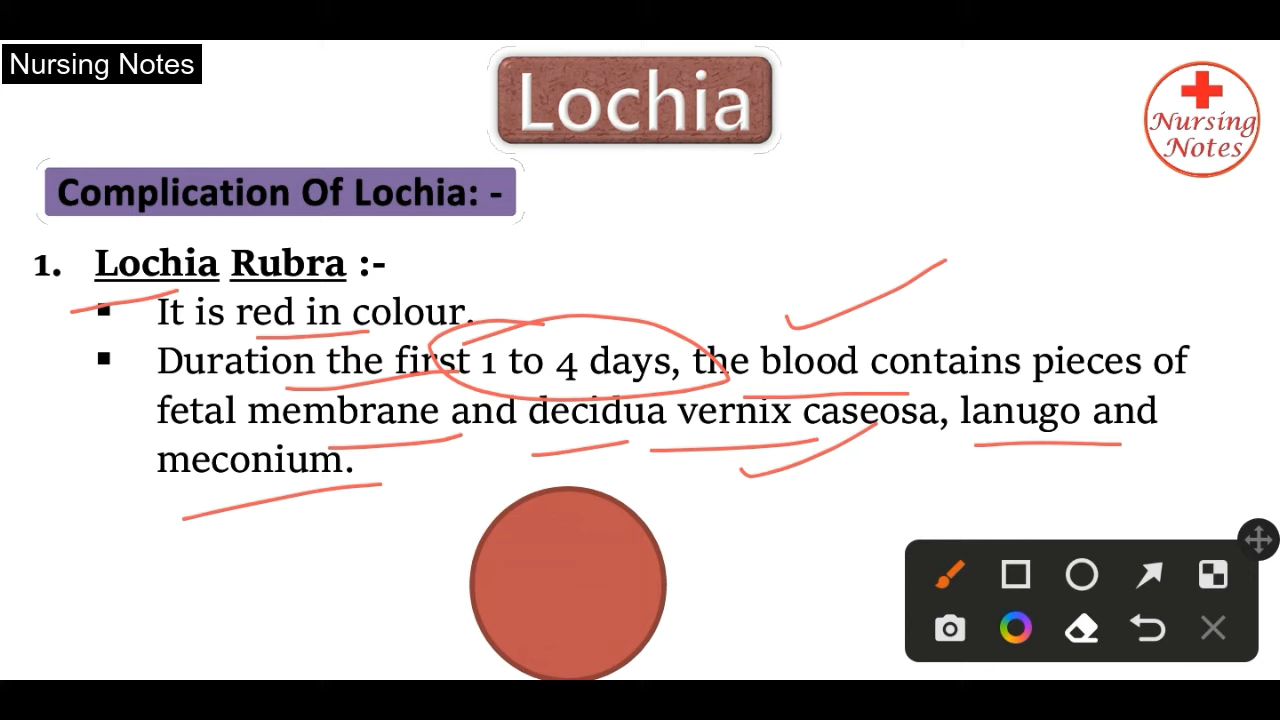 Nursing Notes
Lochia
Nursing
Notes
Complication Of Lochia: -
1. Lochia Rubra :-
▪ It is red in colour.
▪ Duration the first 1 to 4 days, the blood contains pieces of
fetal membrane and decidua vernix caseosa, lanugo and
meconium.